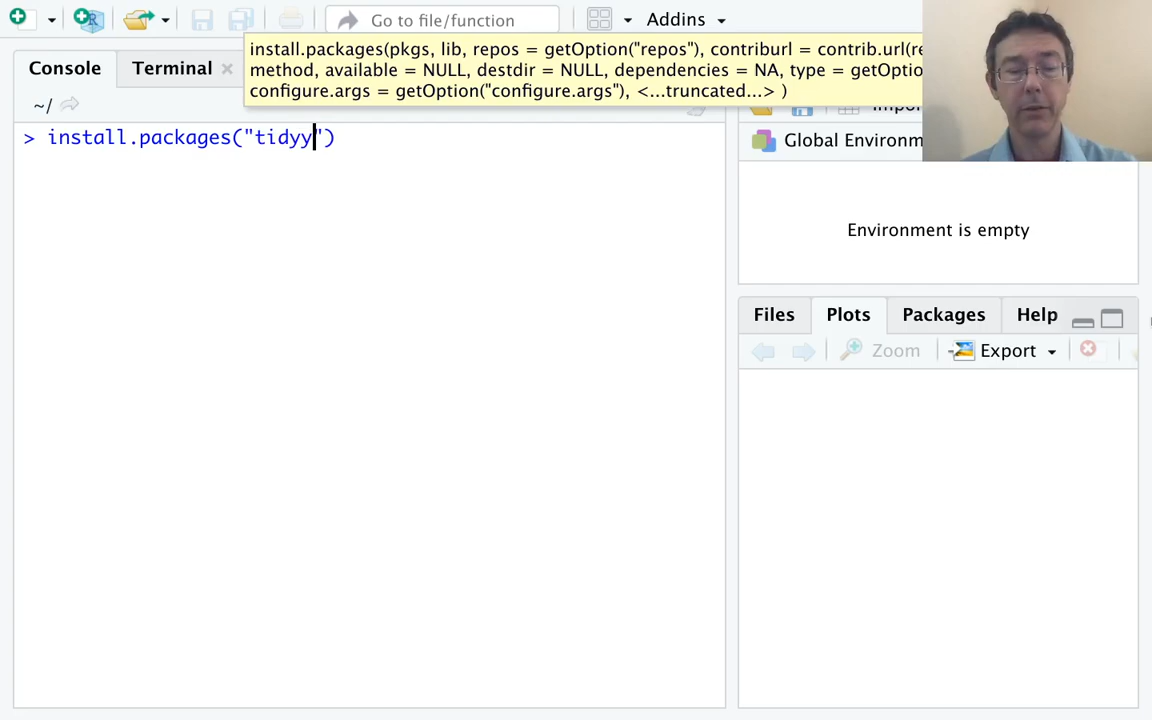 Go to file/function
Addins
install.packages(pkgs, lib, repos = getOption("repos"), contriburl = contrib.url(re
method, available = NULL, destdir = NULL, dependencies = NA, type = getOptio
configure.args = getOption("configure.args"), <...truncated...> )
Console
Terminal
~/
Global Environm
> install.packages("tidyy")
Environment is empty
Files
Plots
Packages
Help
Zoom
Export